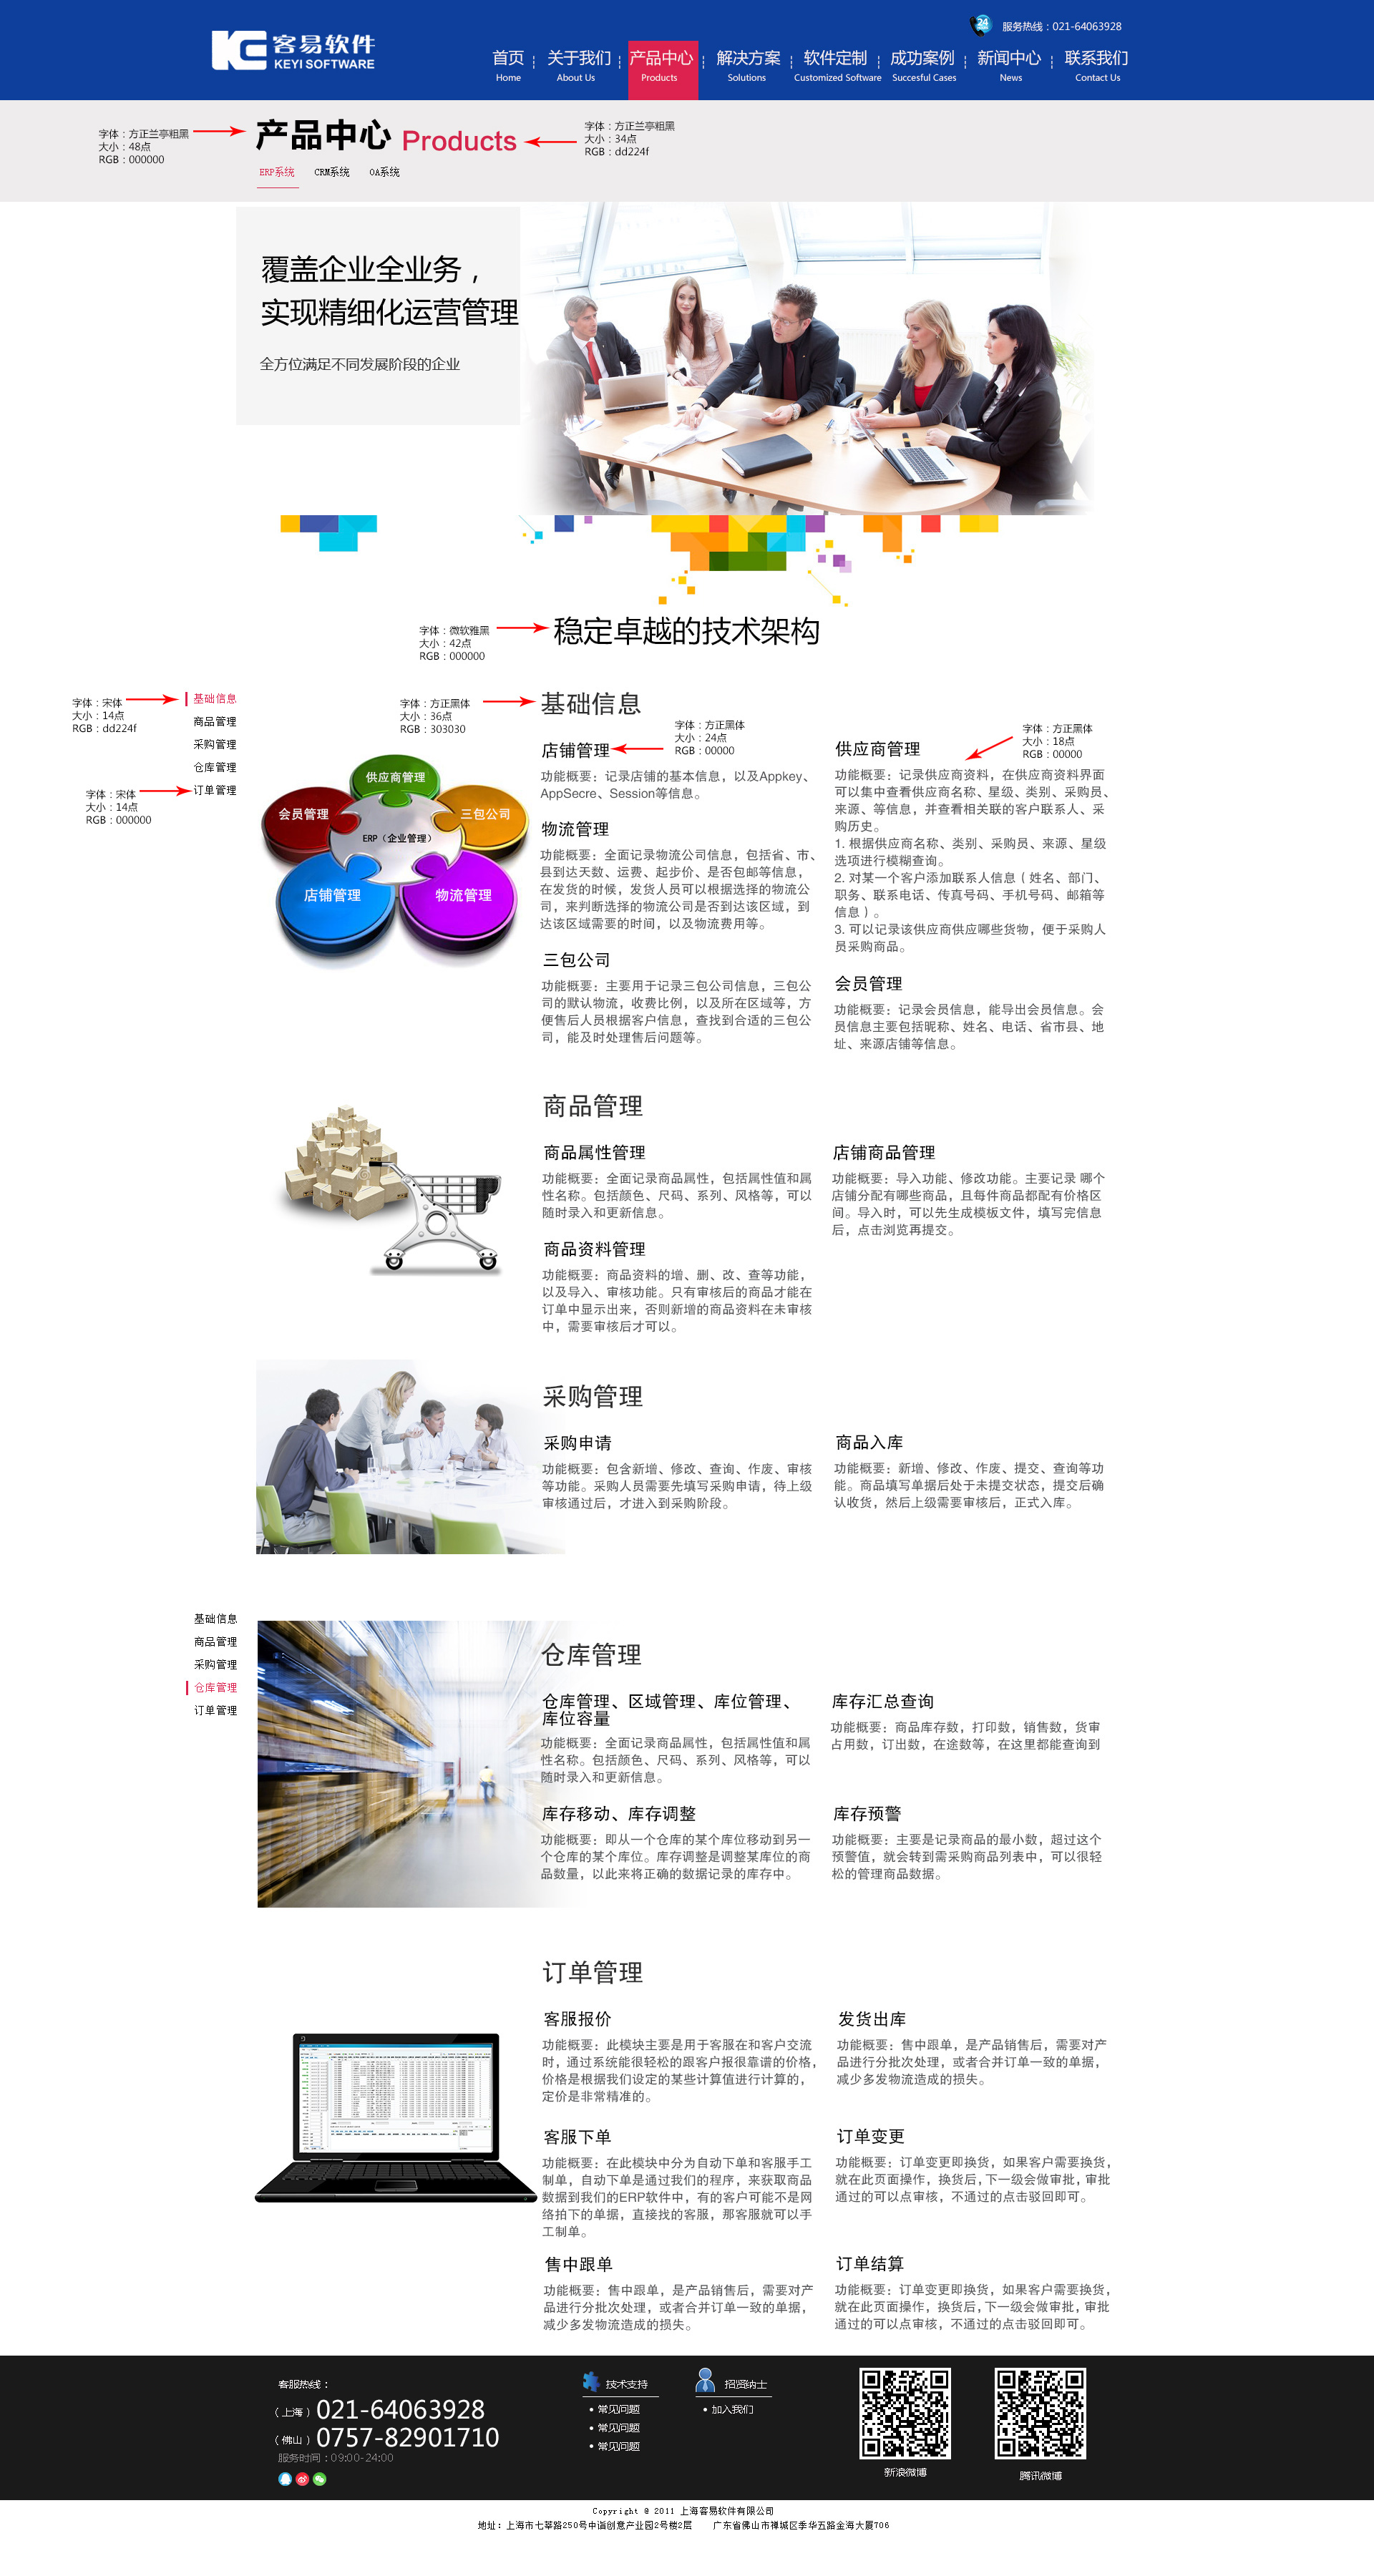 服务热线：021-64063928
容易软件
KEYI SOFTWARE
首页 关于我们 产品中心 解决方案 软件定制 成功案例 新闻中心 联系我们
Home About Us Products Solutions Customized Software Succesful Cases News Contact Us
字体：方正兰亭粗黑
大小：48点
RGB：000000
产品中心 Products
字体：方正兰亭粗黑
大小：34点
RGB：dd224f
ERP系统 CRM系统 OA系统
覆盖企业全业务，
实现精细化运营管理
全方位满足不同发展阶段的企业
字体：微软雅黑
大小：42点
RGB：000000
稳定卓越的技术架构
字体：宋体
大小：14点
RGB：dd224f
基础信息
商品管理
采购管理
仓库管理
订单管理
字体：宋体
大小：14点
RGB：000000
字体：方正黑体
大小：36点
RGB：303030
基础信息
供应商管理
会员管理
三包公司
ERP（企业管理）
店铺管理
物流管理
店铺管理
字体：方正黑体
大小：24点
RGB：00000
功能概要：记录店铺的基本信息，以及Appkey、
AppSecre、Session等信息。
物流管理
功能概要：全面记录物流公司信息，包括省、市、
县到达天数、运费、起步价、是否包邮等信息，
在发货的时候，发货人员可以根据选择的物流公
司，来判断选择的物流公司是否到达该区域，到
达该区域需要的时间，以及物流费用等。
三包公司
功能概要：主要用于记录三包公司信息，三包公
司的默认物流，收费比例，以及所在区域等，方
便售后人员根据客户信息，查找到合适的三包公
司，能及时处理售后问题等。
供应商管理
字体：方正黑体
大小：18点
RGB：00000
功能概要：记录供应商资料，在供应商资料界面
可以集中查看供应商名称、星级、类别、采购员、
来源、等信息，并查看相关联的客户联系人、采
购历史。
1. 根据供应商名称、类别、采购员、来源、星级
选项进行模糊查询。
2. 对某一个客户添加联系人信息（姓名、部门、
职务、联系电话、传真号码、手机号码、邮箱等
信息）。
3. 可以记录该供应商供应哪些货物，便于采购人
员采购商品。
会员管理
功能概要：记录会员信息，能导出会员信息。会
员信息主要包括昵称、姓名、电话、省市县、地
址、来源店铺等信息。
商品管理
商品属性管理
功能概要：全面记录商品属性，包括属性值和属
性名称。包括颜色、尺码、系列、风格等，可以
随时录入和更新信息。
商品资料管理
功能概要：商品资料的增、删、改、查等功能，
以及导入、审核功能。只有审核后的商品才能在
订单中显示出来，否则新增的商品资料在未审核
中，需要审核后才可以。
店铺商品管理
功能概要：导入功能、修改功能。主要记录 哪个
店铺分配有哪些商品，且每件商品都配有价格区
间。导入时，可以先生成模板文件，填写完信息
后，点击浏览再提交。
采购管理
采购申请
功能概要：包含新增、修改、查询、作废、审核
等功能。采购人员需要先填写采购申请，待上级
审核通过后，才进入到采购阶段。
商品入库
功能概要：新增、修改、作废、提交、查询等功
能。商品填写单据后处于未提交状态，提交后确
认收货，然后上级需要审核后，正式入库。
基础信息
商品管理
采购管理
仓库管理
订单管理
仓库管理
仓库管理、区域管理、库位管理、
库位容量
功能概要：全面记录商品属性，包括属性值和属
性名称。包括颜色、尺码、系列、风格等，可以
随时录入和更新信息。
库存移动、库存调整
功能概要：即从一个仓库的某个库位移动到另一
个仓库的某个库位。库存调整是调整某库位的商
品数量，以此来将正确的数据记录的库存中。
库存汇总查询
功能概要：商品库存数，打印数，销售数，货审
占用数，订出数，在途数等，在这里都能查询到
库存预警
功能概要：主要是记录商品的最小数，超过这个
预警值，就会转到需采购商品列表中，可以很轻
松的管理商品数据。
订单管理
客服报价
功能概要：此模块主要是用于客服在和客户交流
时，通过系统能很轻松的跟客户报很靠谱的价格，
价格是根据我们设定的某些计算值进行计算的，
定价是非常精准的。
客服下单
功能概要：在此模块中分为自动下单和客服手工
制单，自动下单是通过我们的程序，来获取商品
数据到我们的ERP软件中，有的客户可能不是网
络拍下的单据，直接找的客服，那客服就可以手
工制单。
售中跟单
功能概要：售中跟单，是产品销售后，需要对产
品进行分批次处理，或者合并订单一致的单据，
减少多发物流造成的损失。
发货出库
功能概要：售中跟单，是产品销售后，需要对产
品进行分批次处理，或者合并订单一致的单据，
减少多发物流造成的损失。
订单变更
功能概要：订单变更即换货，如果客户需要换货，
就在此页面操作，换货后，下一级会做审批，审批
通过的可以点审核，不通过的点击驳回即可。
订单结算
功能概要：订单变更即换货，如果客户需要换货，
就在此页面操作，换货后，下一级会做审批，审批
通过的可以点审核，不通过的点击驳回即可。
客服热线：
（上海）021-64063928
（佛山）0757-82901710
服务时间：09:00-24:00
技术支持
常见问题
常见问题
常见问题
招贤纳士
加入我们
新浪微博
腾讯微博
Copyright @ 2011 上海容易软件有限公司
地址：上海市七莘路250号中谐创意产业园2号楼2层 广东省佛山市禅城区季华五路金海大厦706